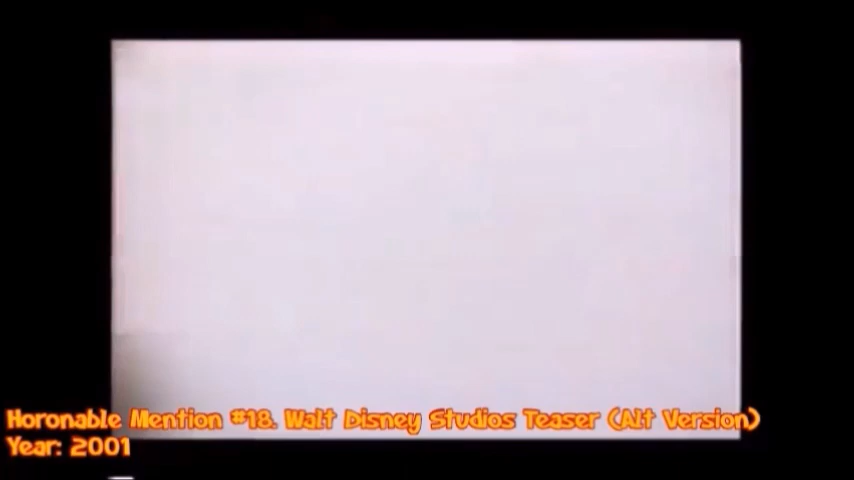 Horonable Mention #18. Walt Disney Studios Teaser (Alt Version)
Year: 2001